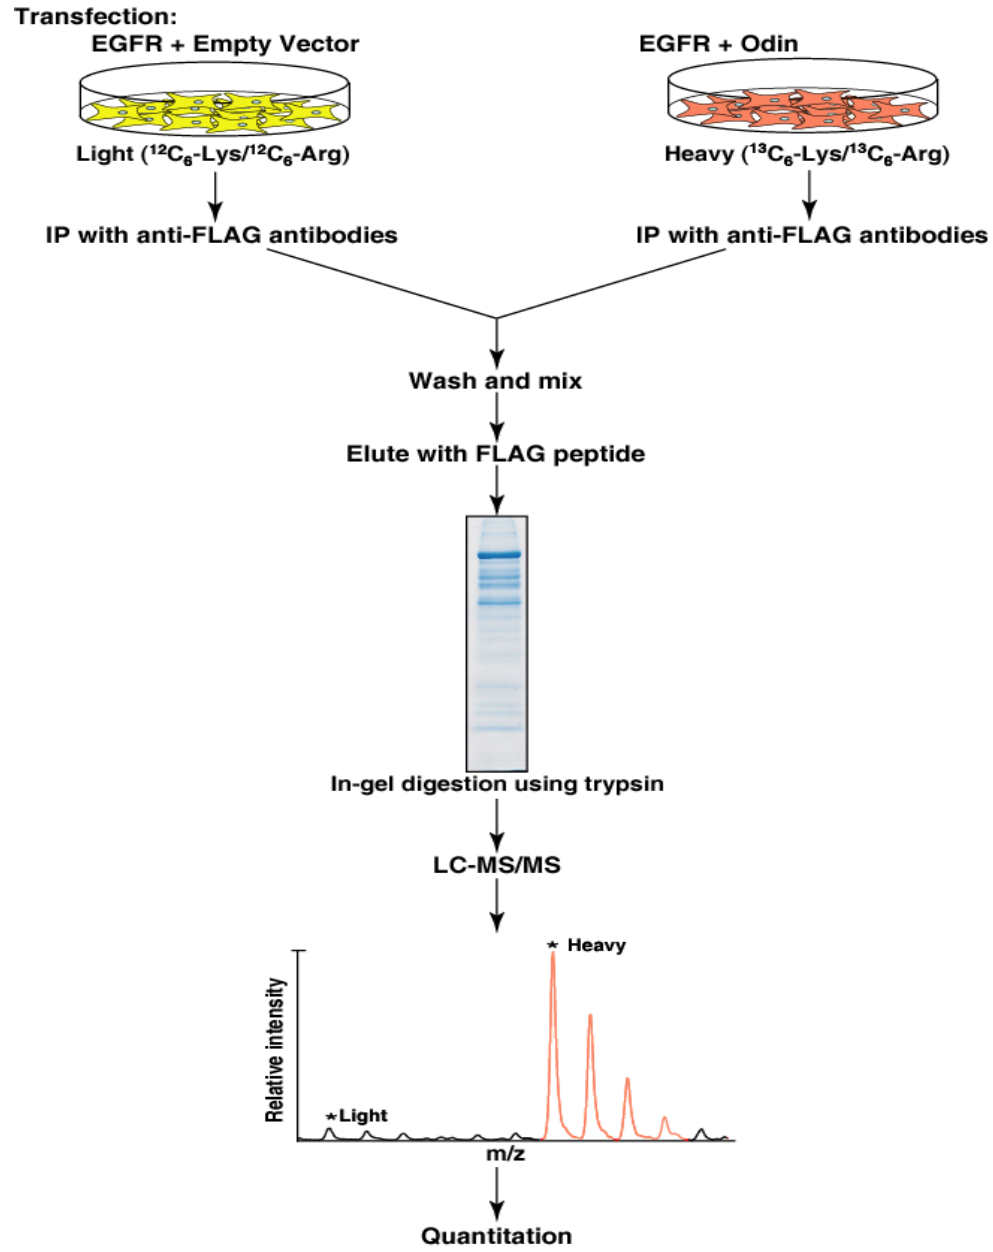 Transfection:
EGFR + Empty Vector
EGFR + Odin
Light (¹²C₆-Lys/¹²C₆-Arg)
Heavy (¹³C₆-Lys/¹³C₆-Arg)
IP with anti-FLAG antibodies
IP with anti-FLAG antibodies
Wash and mix
Elute with FLAG peptide
In-gel digestion using trypsin
LC-MS/MS
* Heavy
Relative intensity
*Light
m/z
Quantitation